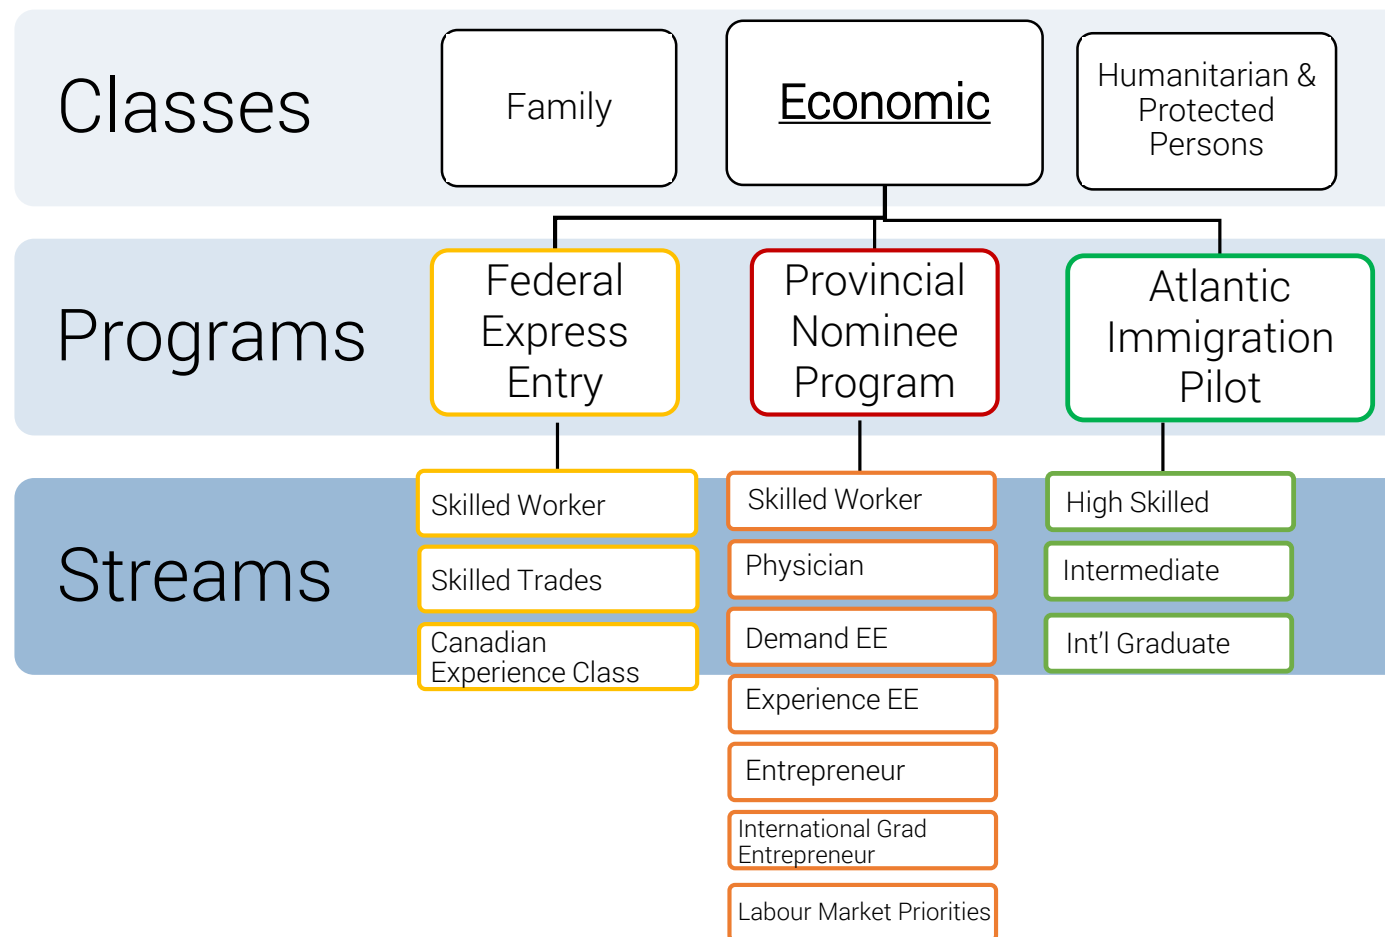 Classes
Family
Economic
Humanitarian &
Protected
Persons
Programs
Federal
Express
Entry
Provincial
Nominee
Program
Atlantic
Immigration
Pilot
Streams
Skilled Worker
Skilled Trades
Canadian
Experience Class
Skilled Worker
Physician
Demand EE
Experience EE
Entrepreneur
International Grad
Entrepreneur
Labour Market Priorities
High Skilled
Intermediate
Int'l Graduate